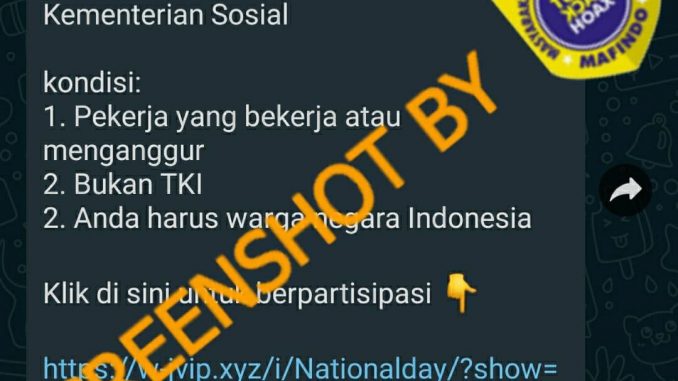 Kementerian Sosial
kondisi:
1. Pekerja yang bekerja atau
menganggur
2. Bukan TKI
2. Anda harus warga negara Indonesia
Klik di sini untuk berpartisipasi 👇
https://w-jvip.xyz/i/Nationalday/?show=
SCREENSHOT BY
HOAX
MAFINDO